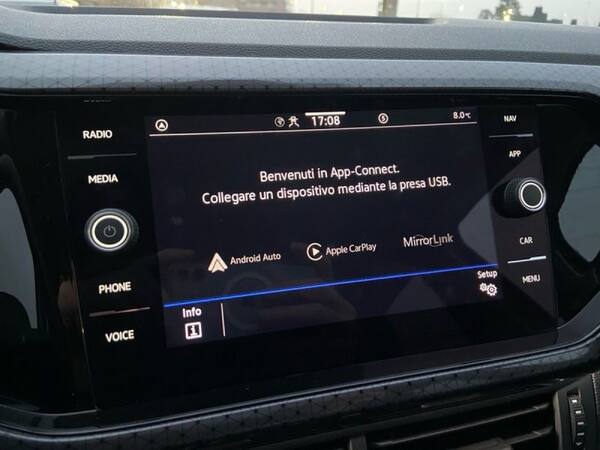 RADIO
MEDIA
PHONE
VOICE
17:08
8.0°C
Benvenuti in App-Connect.
Collegare un dispositivo mediante la presa USB.
Android Auto
Apple CarPlay
MirrorLink
Info
Setup
NAV
APP
CAR
MENU